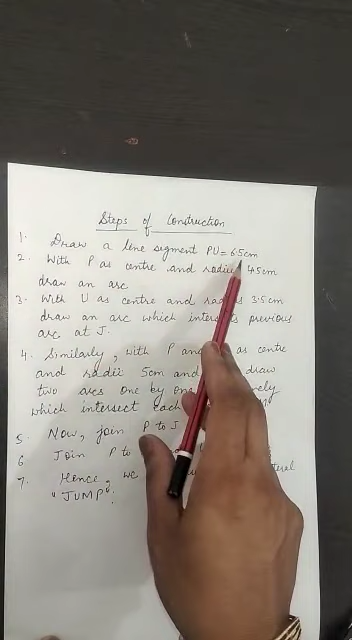 Steps of Construction
1. Draw a line segment PU = 6.5cm
2. With P as centre and radius 4.5cm
draw an arc
3. With U as centre and radius 3.5cm
draw an arc which intersects previous
arc at J.
4. Similarly, with P and as centre
and radii 5cm and draw
two arcs one by one
which intersect each
5. Now, join P to J
6 Join P to
7. Hence, we
"JUMP".